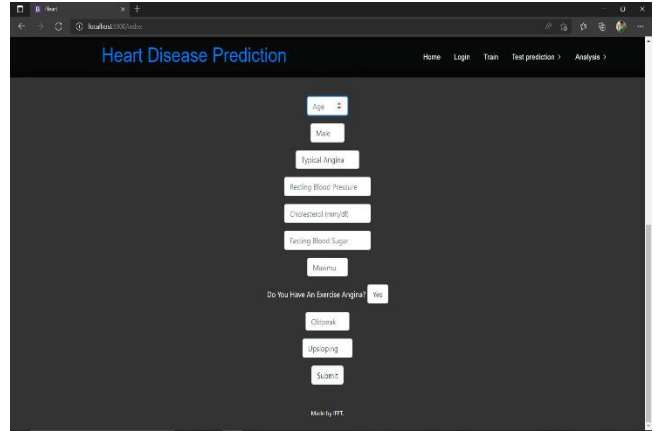 Heart
localhost:5000/index
Heart Disease Prediction
Home Login Train Test prediction > Analysis >
Age
Male
Typical Angina
Resting Blood Pressure
Cholesterol (mm/dl)
Fasting Blood Sugar
Maximu
Do You Have An Exercise Angina? Yes
Oldpeak
Upsloping
Submit
Made by IFET.